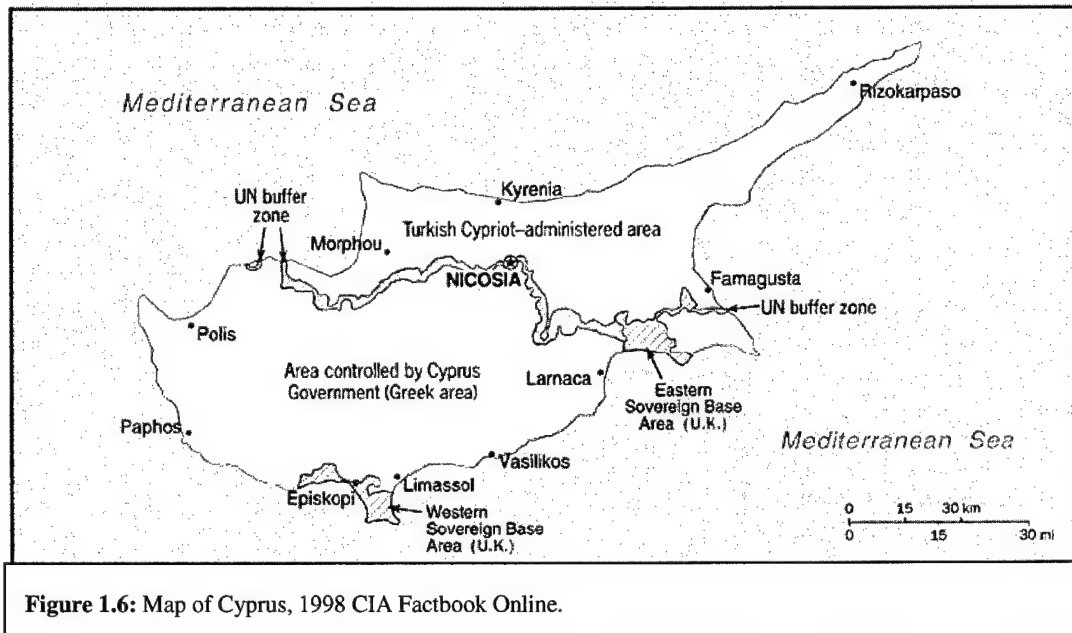 Mediterranean Sea
Rizokarpaso
Kyrenia
UN buffer
zone
Turkish Cypriot–administered area
Morphou
NICOSIA
Famagusta
UN buffer zone
Polis
Area controlled by Cyprus
Government (Greek area)
Larnaca
Eastern
Sovereign Base
Area (U.K.)
Paphos
Mediterranean Sea
Vasilikos
Episkopi
Limassol
Western
Sovereign Base
Area (U.K.)
0 15 30 km
0 15 30 mi
Figure 1.6: Map of Cyprus, 1998 CIA Factbook Online.